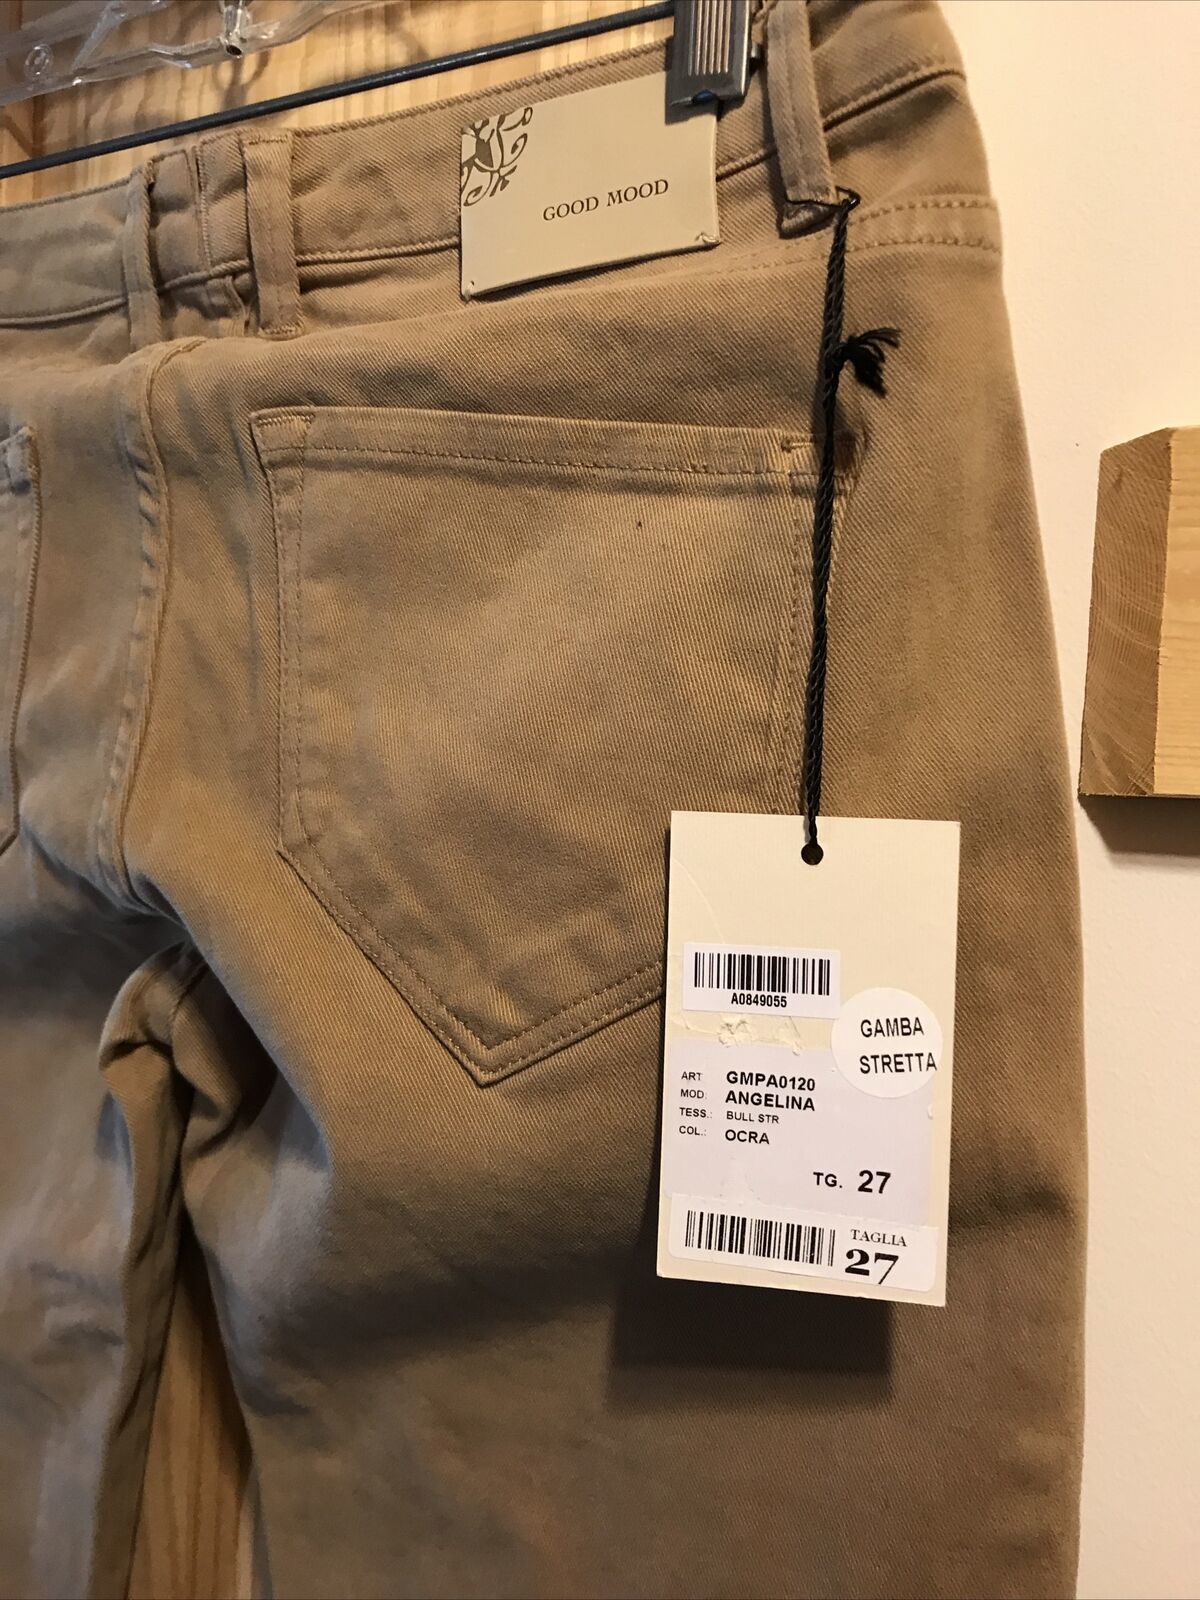 GOOD MOOD
A0849055
GAMBA
STRETTA
ART GMPA0120
MOD: ANGELINA
TESS.: BULL STR
COL.: OCRA
TG. 27
TAGLIA
27